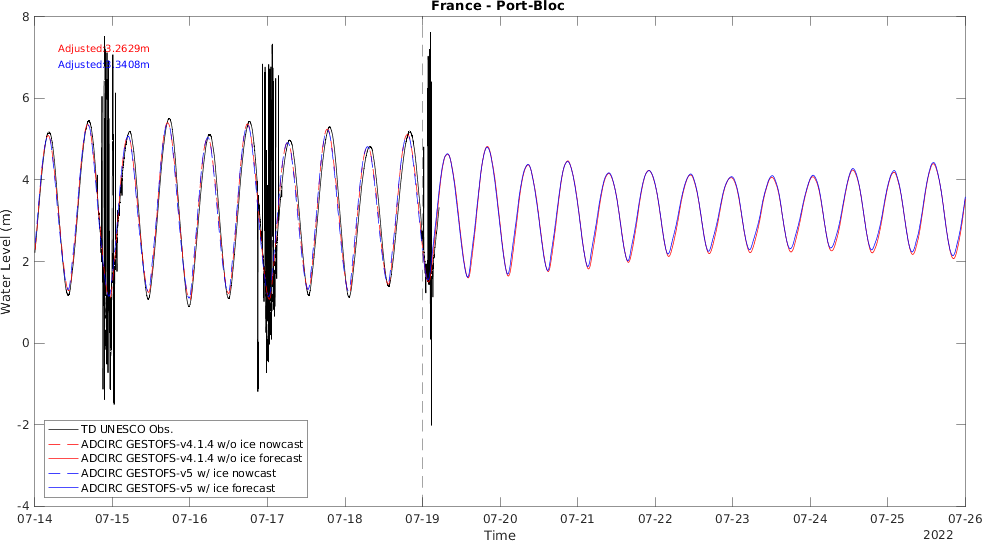 France - Port-Bloc
Adjusted:3.2629m
Adjusted:3.3408m
Water Level (m)
8
6
4
2
0
-2
-4
TD UNESCO Obs.
ADCIRC GESTOFS-v4.1.4 w/o ice nowcast
ADCIRC GESTOFS-v4.1.4 w/o ice forecast
ADCIRC GESTOFS-v5 w/ ice nowcast
ADCIRC GESTOFS-v5 w/ ice forecast
07-14 07-15 07-16 07-17 07-18 07-19 07-20 07-21 07-22 07-23 07-24 07-25 07-26
Time
2022